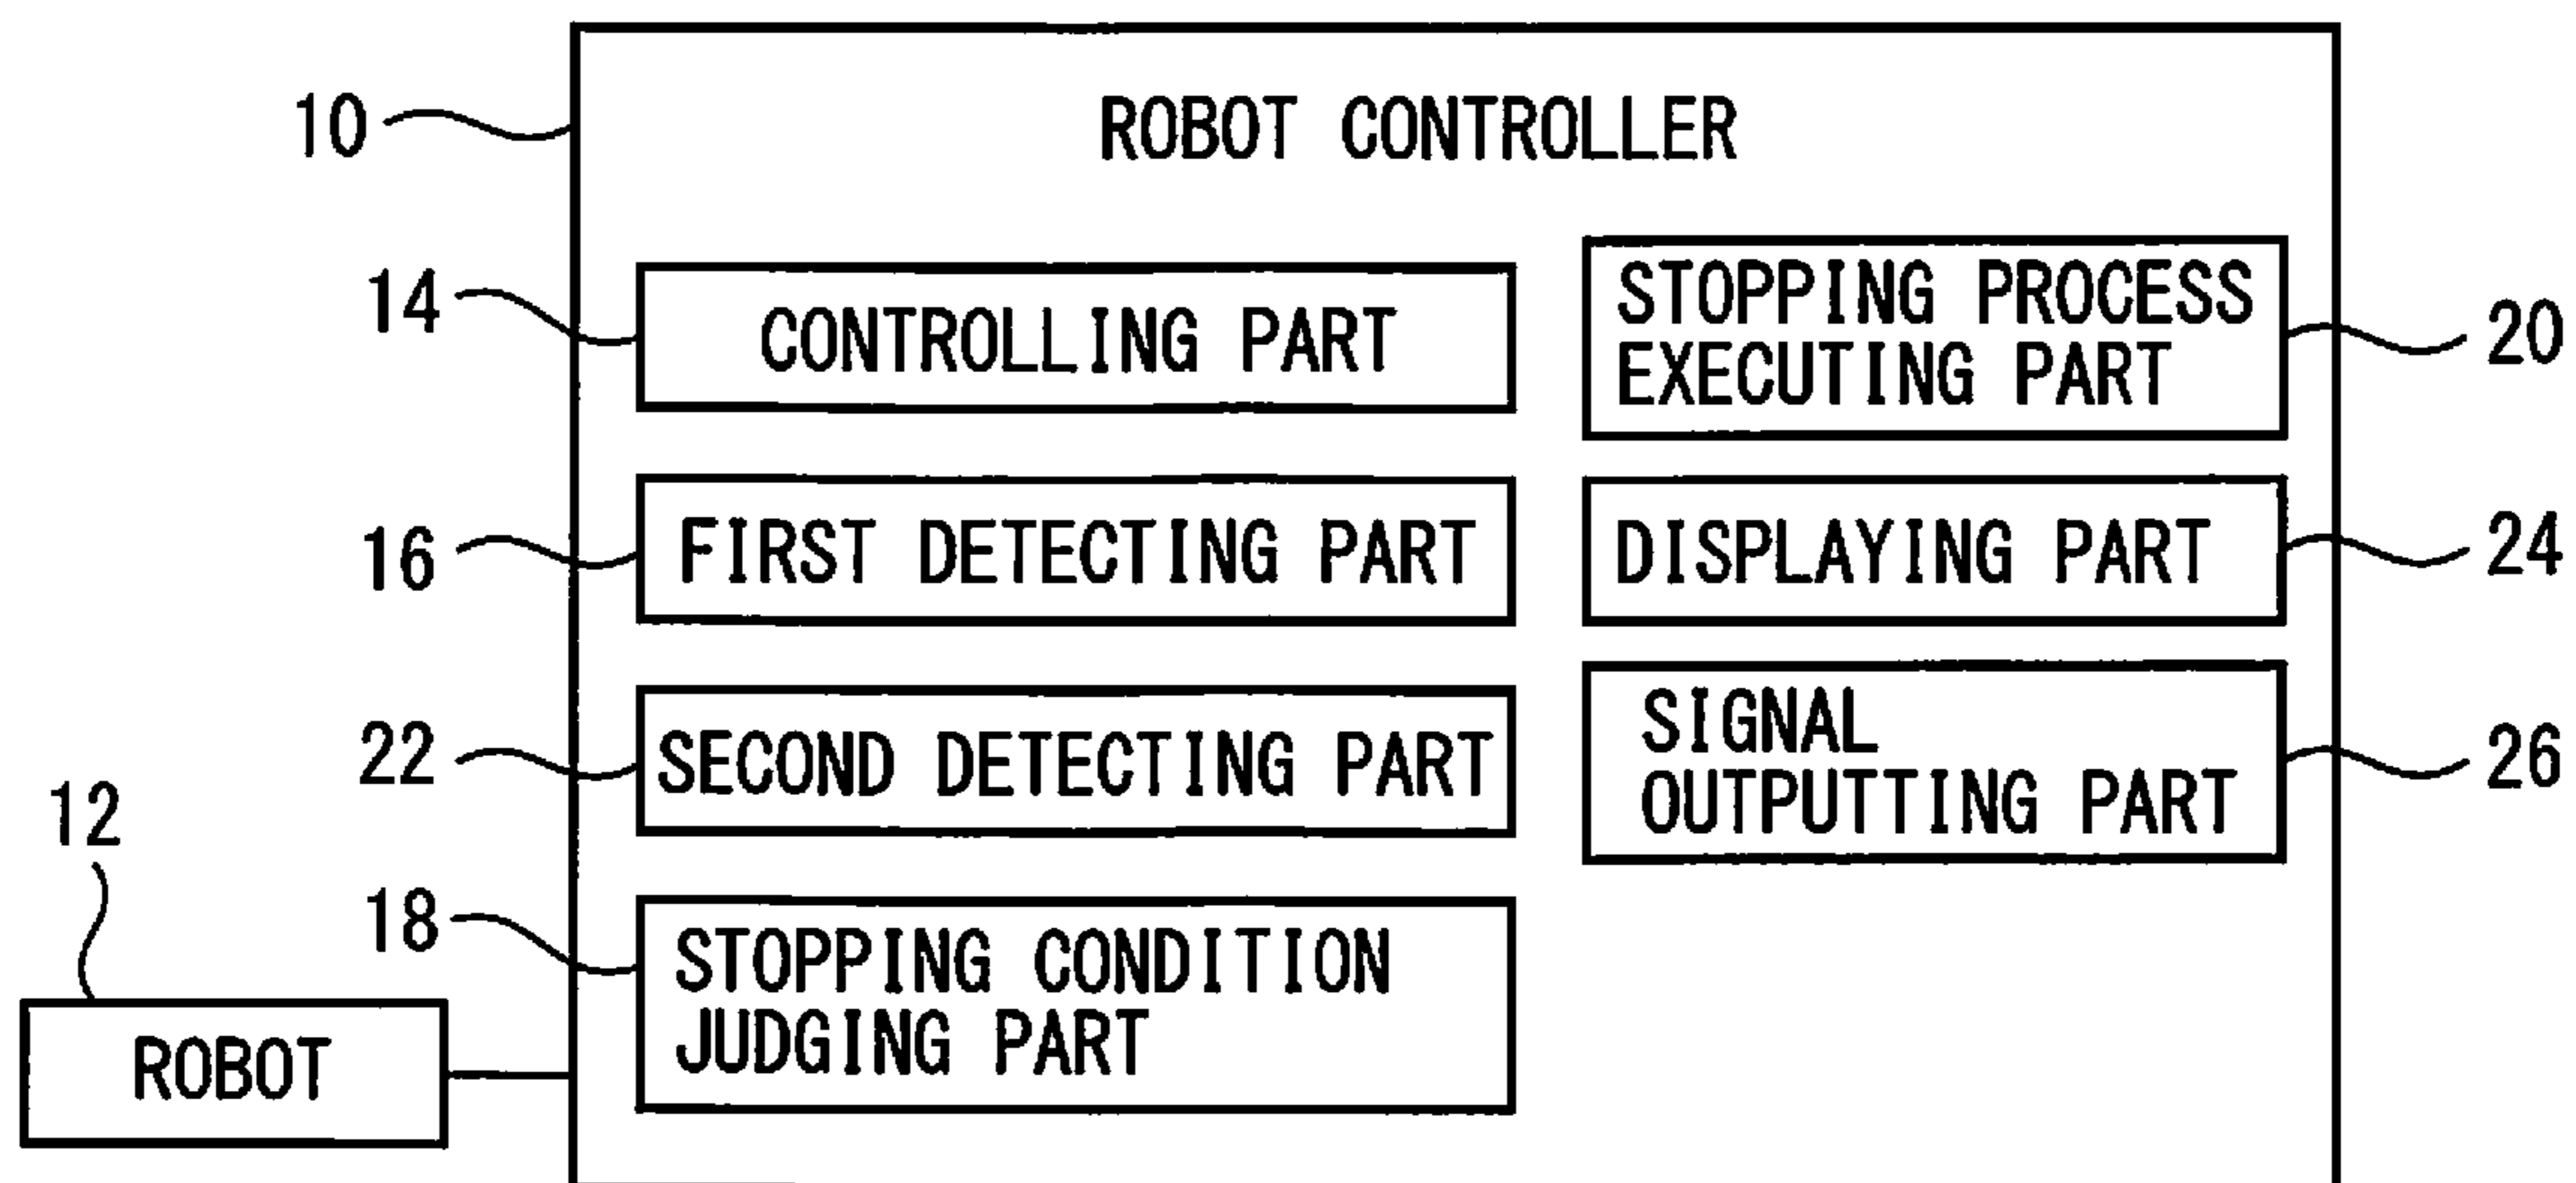 10
ROBOT CONTROLLER
14
CONTROLLING PART
16
FIRST DETECTING PART
22
SECOND DETECTING PART
18
STOPPING CONDITION
JUDGING PART
STOPPING PROCESS
EXECUTING PART
20
DISPLAYING PART
24
SIGNAL
OUTPUTTING PART
26
12
ROBOT